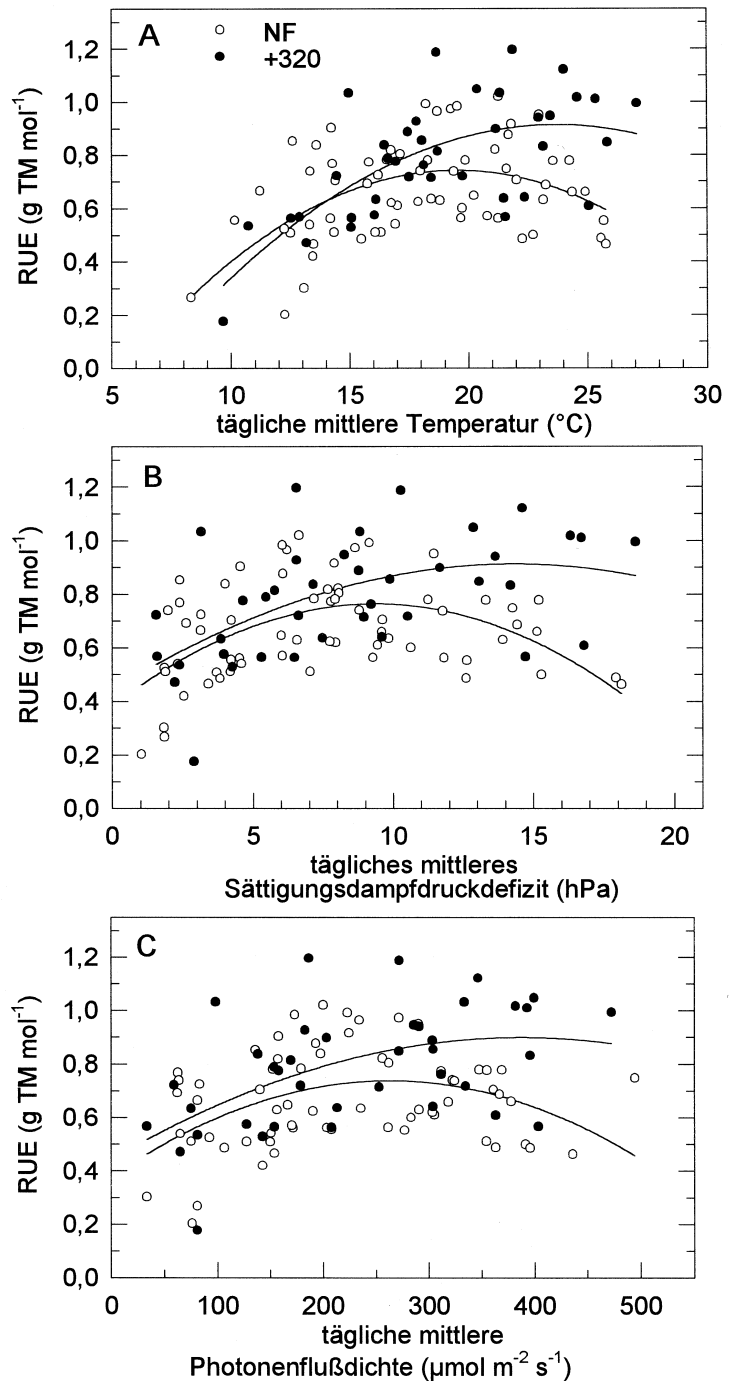 A
NF
+320
1,2
1,0
0,8
0,6
0,4
0,2
0,0
RUE (g TM mol⁻¹)
5 10 15 20 25 30
tägliche mittlere Temperatur (°C)
B
1,2
1,0
0,8
0,6
0,4
0,2
0,0
RUE (g TM mol⁻¹)
0 5 10 15 20
tägliches mittleres
Sättigungsdampfdruckdefizit (hPa)
C
1,2
1,0
0,8
0,6
0,4
0,2
0,0
RUE (g TM mol⁻¹)
0 100 200 300 400 500
tägliche mittlere
Photonenflußdichte (µmol m⁻² s⁻¹)